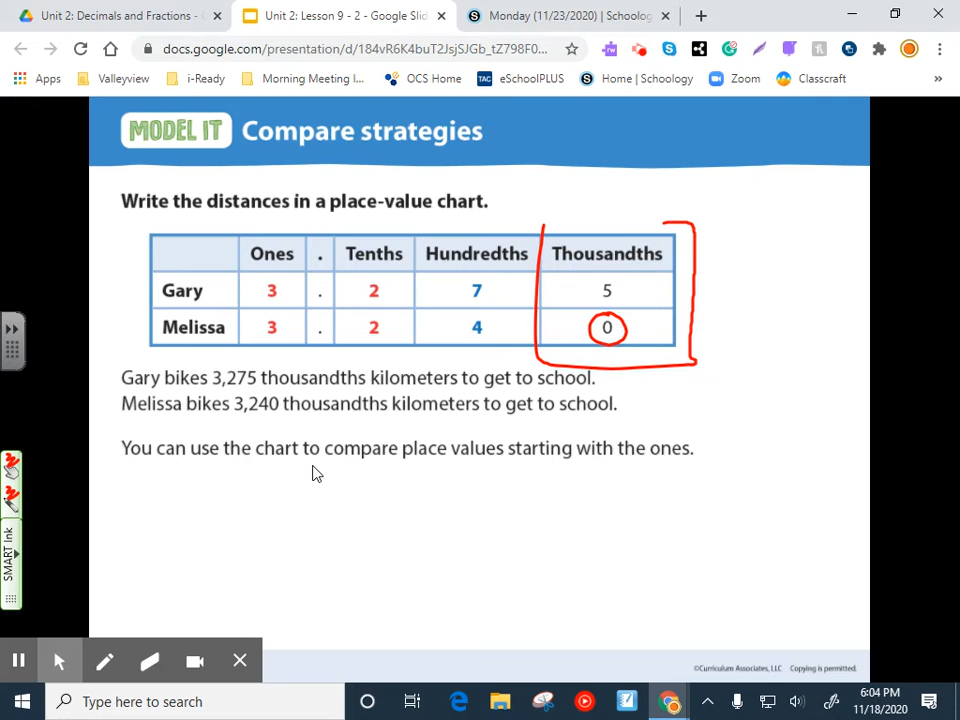 Unit 2: Decimals and Fractions - C
Unit 2: Lesson 9 - 2 - Google Slid
Monday (11/23/2020) | Schoolog
docs.google.com/presentation/d/184vR6K4buT2JsjSJGb_tZ798F0...
Apps
Valleyview
i-Ready
Morning Meeting I...
OCS Home
TAC
eSchoolPLUS
Home | Schoology
Zoom
Classcraft
MODEL IT Compare strategies
Write the distances in a place-value chart.
Ones . Tenths Hundredths Thousandths
Gary 3 . 2 7 5
Melissa 3 . 2 4 0
Gary bikes 3,275 thousandths kilometers to get to school.
Melissa bikes 3,240 thousandths kilometers to get to school.
You can use the chart to compare place values starting with the ones.
SMART Ink
©Curriculum Associates, LLC Copying is permitted.
Type here to search
6:04 PM
11/18/2020